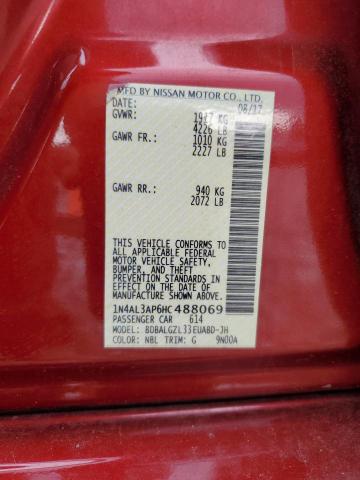 MFD BY NISSAN MOTOR CO., LTD.
DATE: 08/17
GVWR: 1917 KG
4226 LB
GAWR FR.: 1010 KG
2227 LB
GAWR RR.: 940 KG
2072 LB
THIS VEHICLE CONFORMS TO
ALL APPLICABLE FEDERAL
MOTOR VEHICLE SAFETY,
BUMPER, AND THEFT
PREVENTION STANDARDS IN
EFFECT ON THE DATE OF
MANUFACTURE SHOWN ABOVE.
1N4AL3AP6HC488069
PASSENGER CAR 614
MODEL: BDBALGZL33EUABD-JH
COLOR: NBL TRIM: G 9N00A